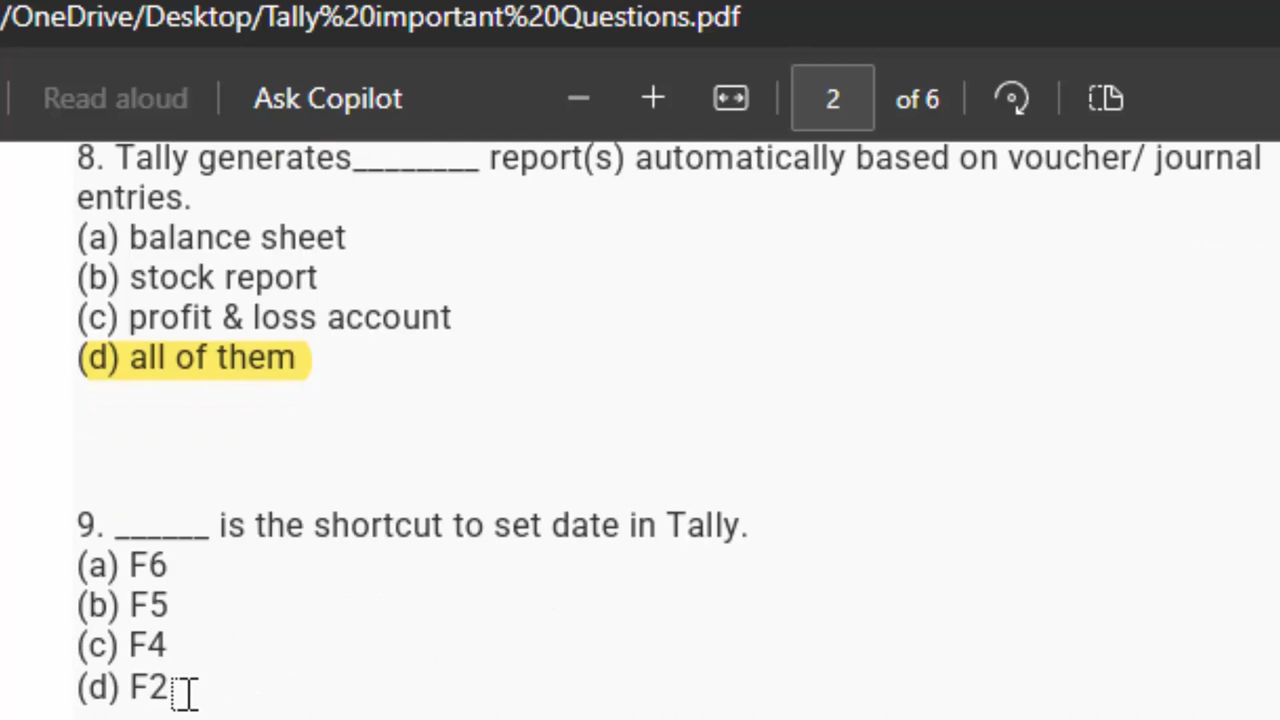 /OneDrive/Desktop/Tally%20important%20Questions.pdf
Read aloud Ask Copilot 2 of 6
8. Tally generates________ report(s) automatically based on voucher/ journal
entries.
(a) balance sheet
(b) stock report
(c) profit & loss account
(d) all of them
9. ______ is the shortcut to set date in Tally.
(a) F6
(b) F5
(c) F4
(d) F2